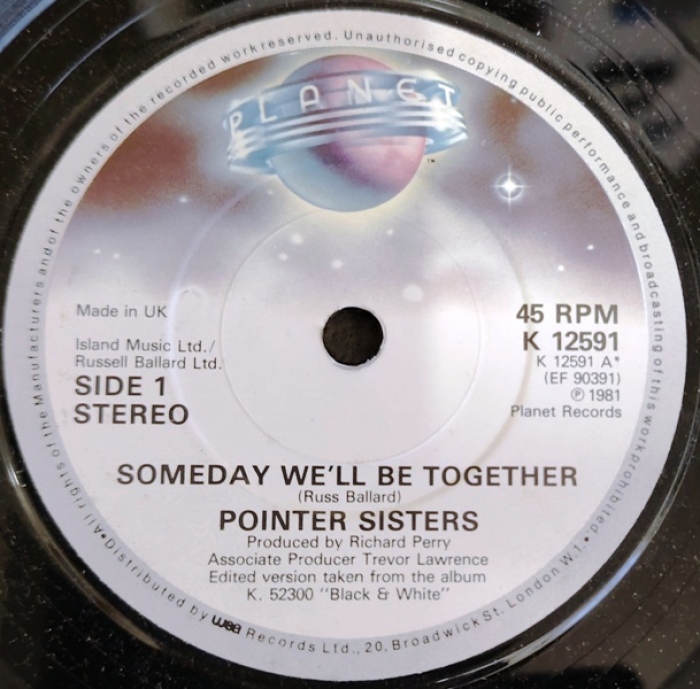 All rights of the Manufacturers and of the owners of the recorded work reserved. Unauthorised copying public performance and broadcasting of this work prohibited
PLANET
™
Made in UK
Island Music Ltd./
Russell Ballard Ltd.
SIDE 1
STEREO
45 RPM
K 12591
K 12591 A*
(EF 90391)
℗ 1981
Planet Records
SOMEDAY WE'LL BE TOGETHER
(Russ Ballard)
POINTER SISTERS
Produced by Richard Perry
Associate Producer Trevor Lawrence
Edited version taken from the album
K. 52300 "Black & White"
•Distributed by wea Records Ltd., 20, Broadwick St. London W.1.•